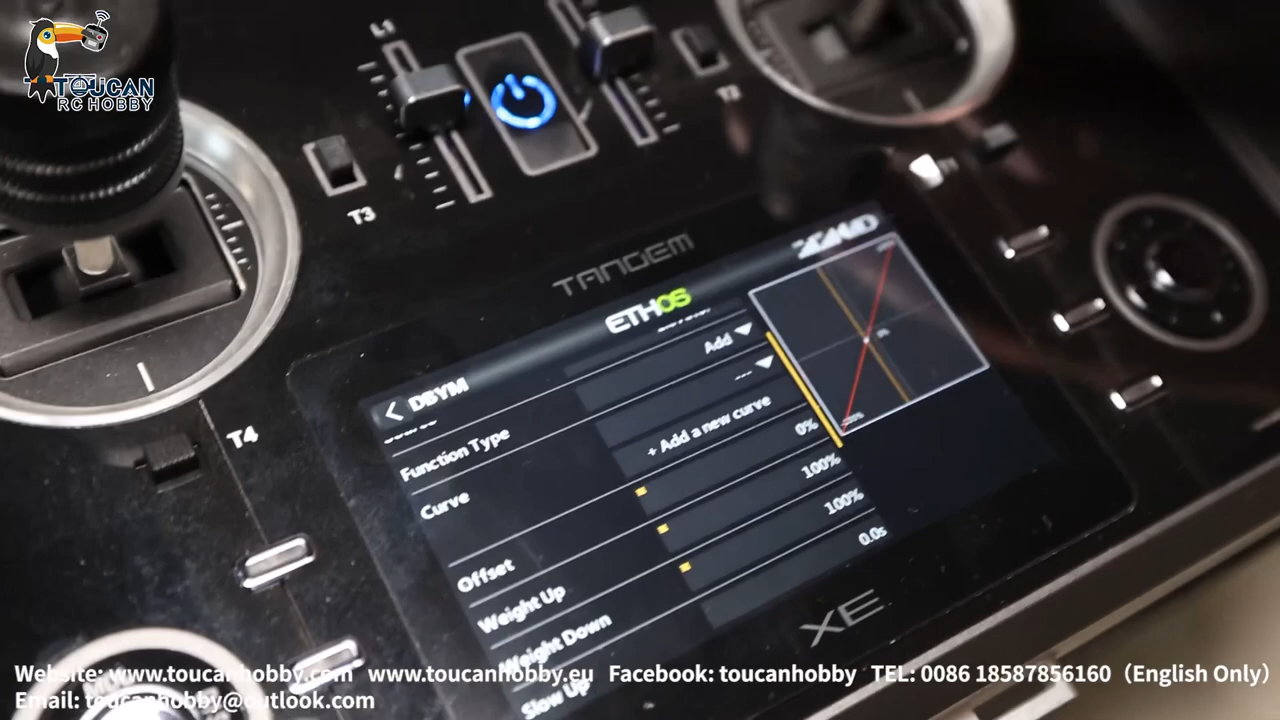 TOUCAN
RC HOBBY
L1
T3
T2
T4
TANDEM
ETHOS
DBYM
Source
Add
Function Type
---
Curve
+ Add a new curve
Offset
0%
Weight Up
100%
Weight Down
100%
Slow Up
0.0s
XE
Website: www.toucanhobby.com www.toucanhobby.eu Facebook: toucanhobby TEL: 0086 18587856160（English Only）
Email: toucanhobby@outlook.com